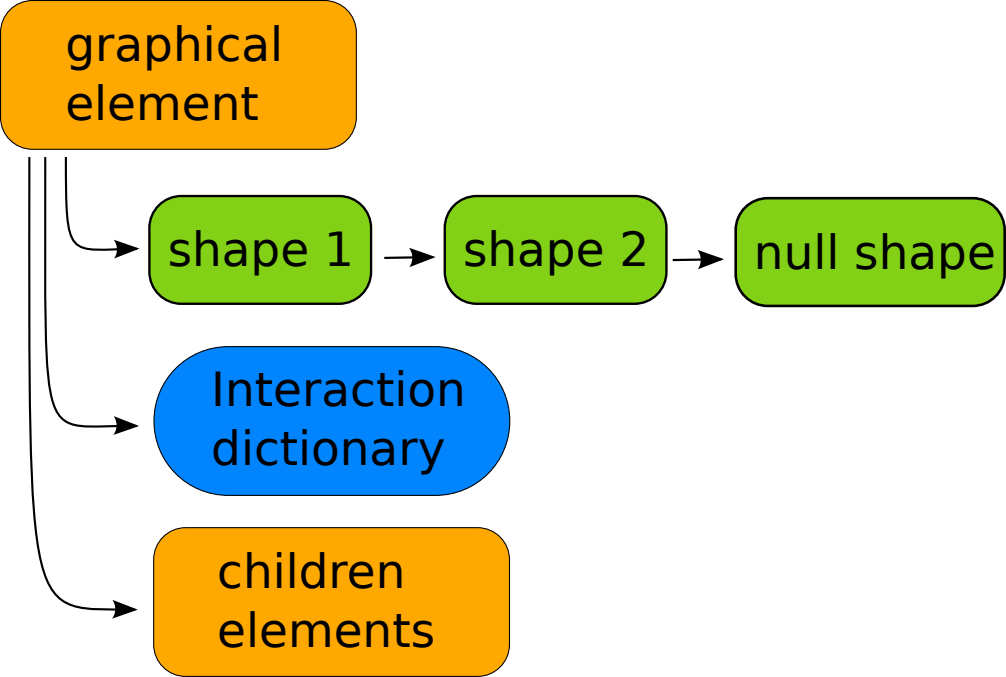 graphical
element
shape 1
shape 2
null shape
Interaction
dictionary
children
elements